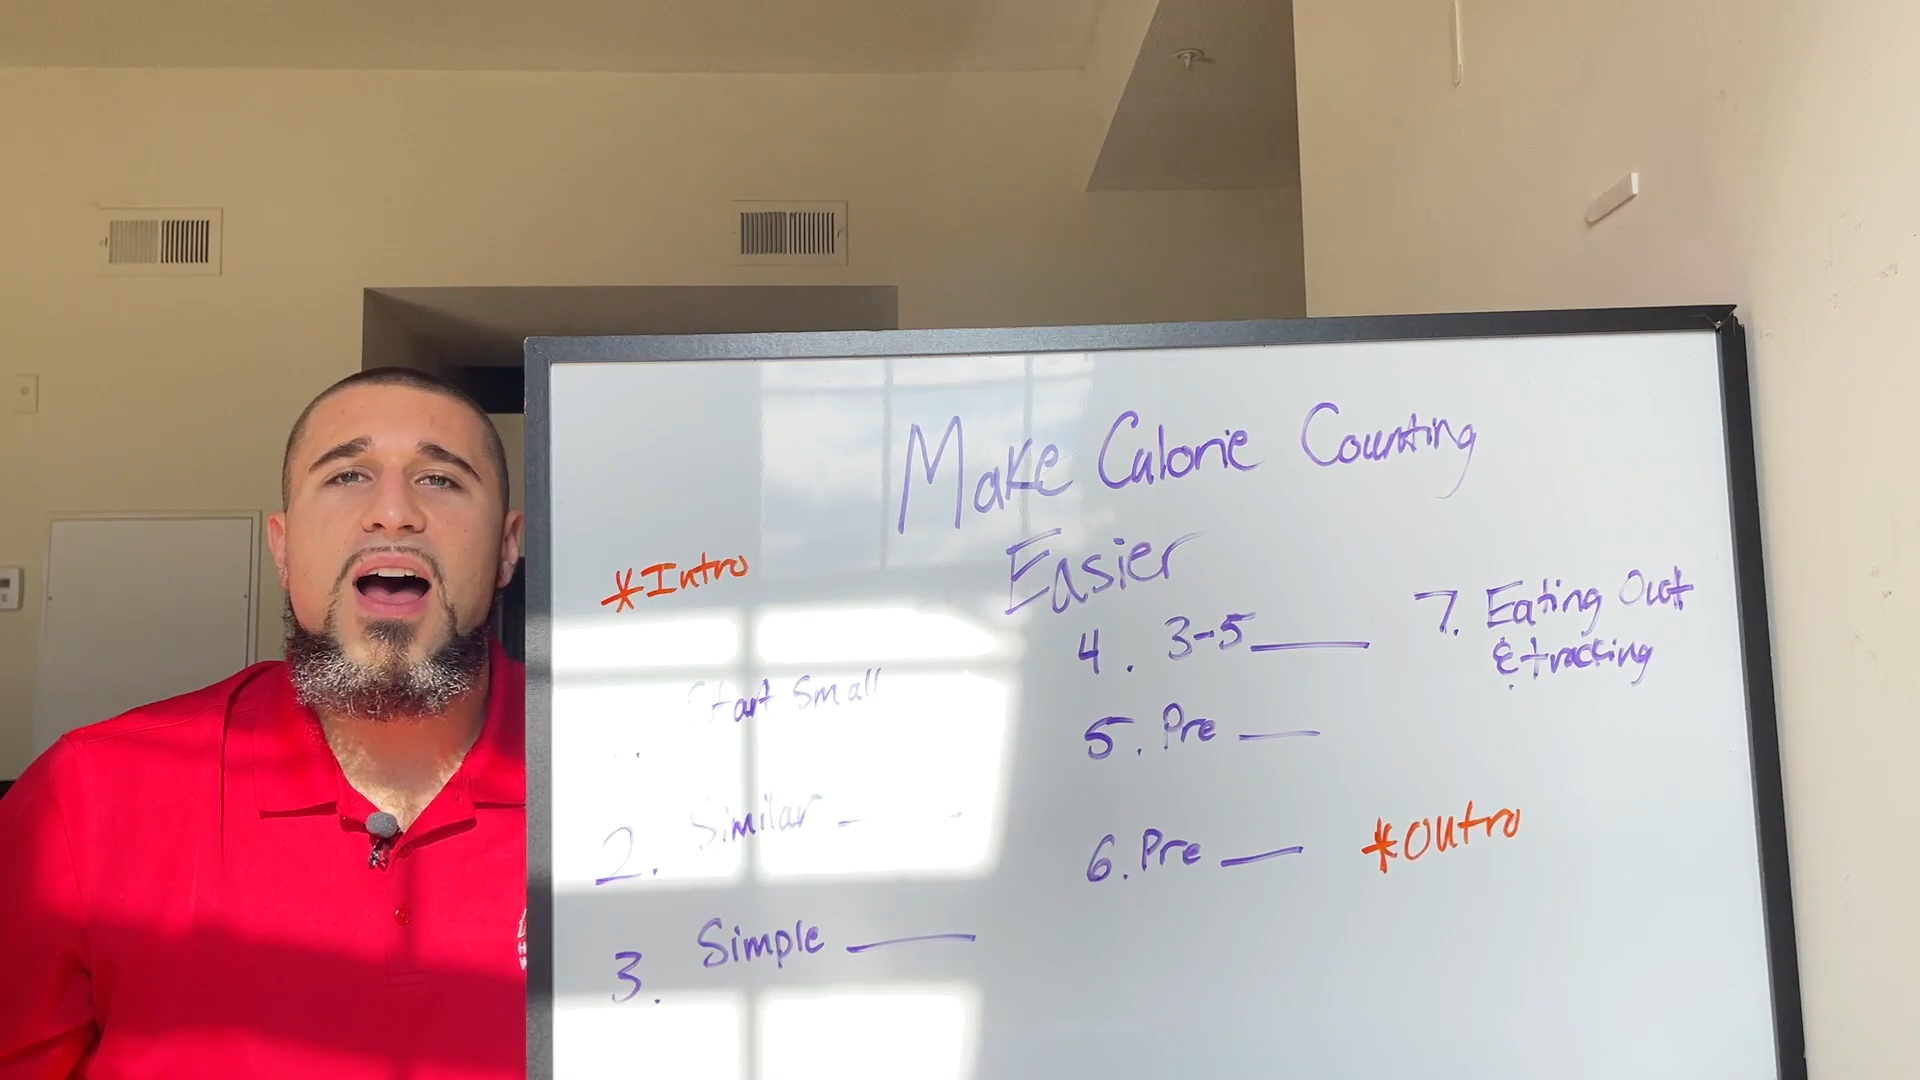 Make Calorie Counting
Easier
*Intro
Start Small
2. Similar
3. Simple
4. 3-5
5. Pre
6. Pre
7. Eating Out
& tracking
*Outro